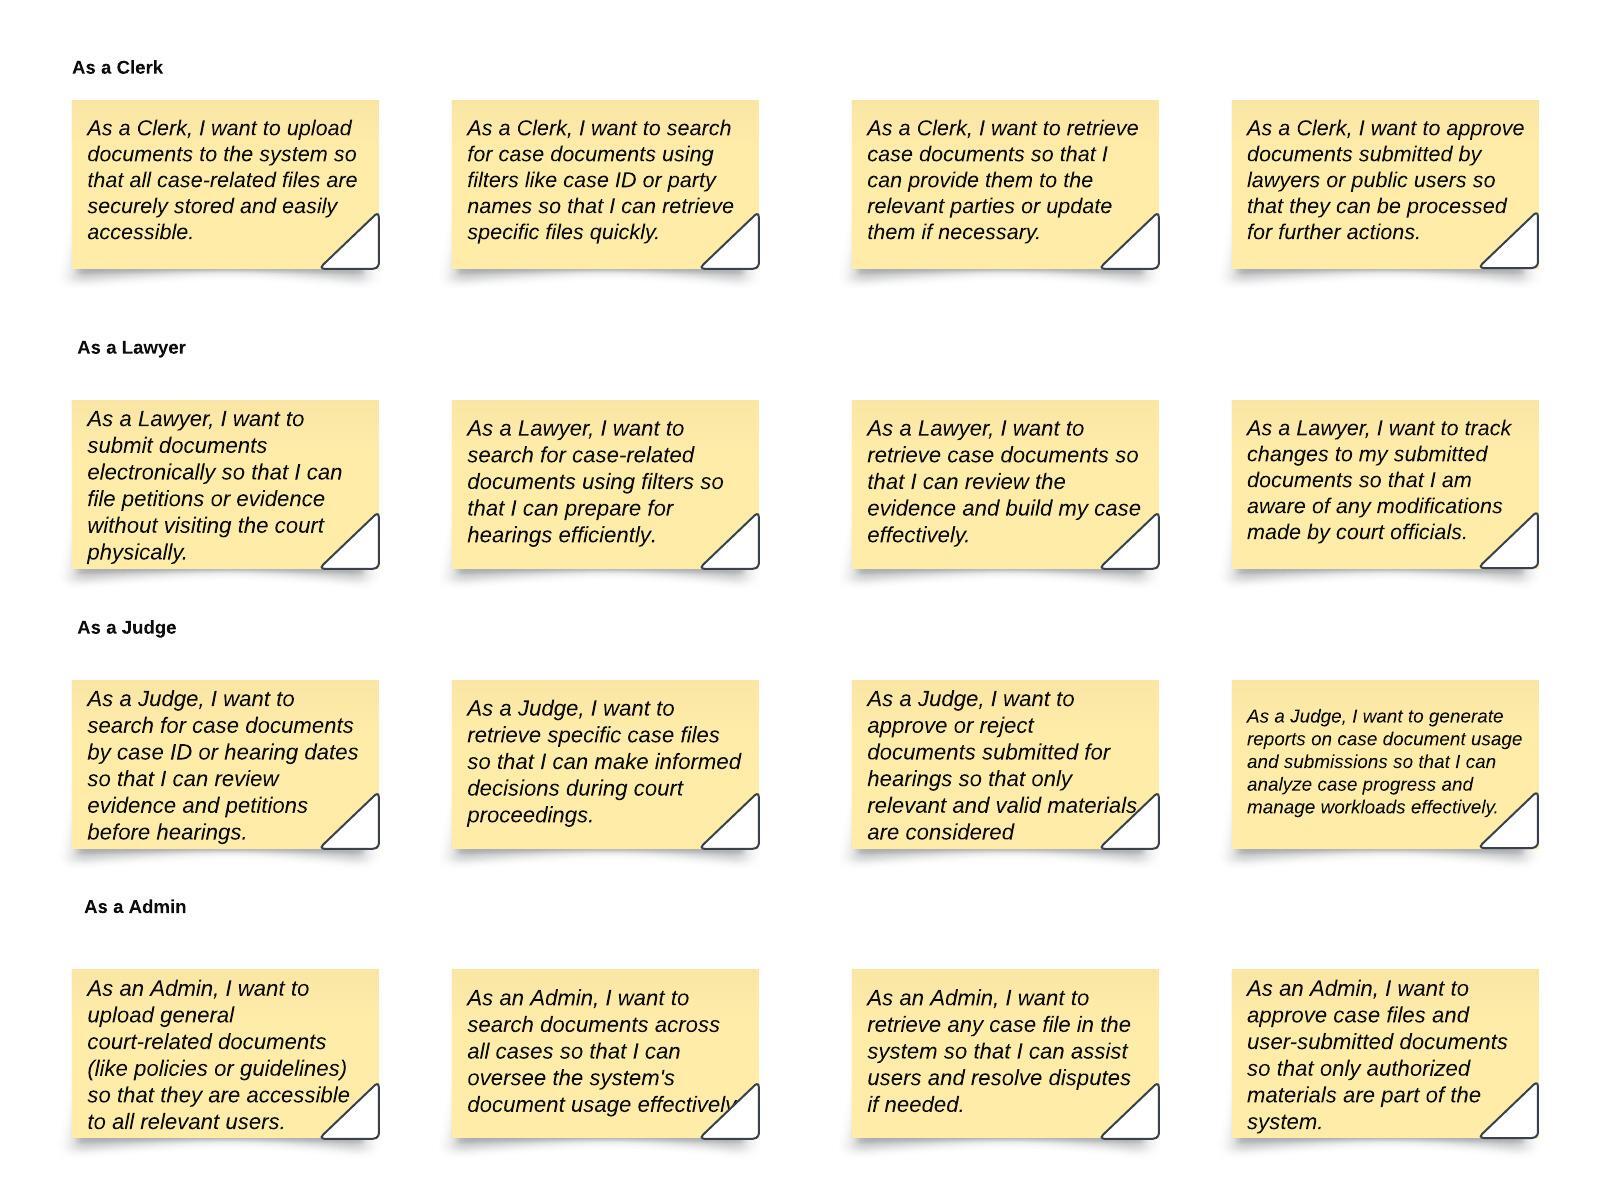 As a Clerk
As a Clerk, I want to upload
documents to the system so
that all case-related files are
securely stored and easily
accessible.
As a Clerk, I want to search
for case documents using
filters like case ID or party
names so that I can retrieve
specific files quickly.
As a Clerk, I want to retrieve
case documents so that I
can provide them to the
relevant parties or update
them if necessary.
As a Clerk, I want to approve
documents submitted by
lawyers or public users so
that they can be processed
for further actions.
As a Lawyer
As a Lawyer, I want to
submit documents
electronically so that I can
file petitions or evidence
without visiting the court
physically.
As a Lawyer, I want to
search for case-related
documents using filters so
that I can prepare for
hearings efficiently.
As a Lawyer, I want to
retrieve case documents so
that I can review the
evidence and build my case
effectively.
As a Lawyer, I want to track
changes to my submitted
documents so that I am
aware of any modifications
made by court officials.
As a Judge
As a Judge, I want to
search for case documents
by case ID or hearing dates
so that I can review
evidence and petitions
before hearings.
As a Judge, I want to
retrieve specific case files
so that I can make informed
decisions during court
proceedings.
As a Judge, I want to
approve or reject
documents submitted for
hearings so that only
relevant and valid materials
are considered
As a Judge, I want to generate
reports on case document usage
and submissions so that I can
analyze case progress and
manage workloads effectively.
As a Admin
As an Admin, I want to
upload general
court-related documents
(like policies or guidelines)
so that they are accessible
to all relevant users.
As an Admin, I want to
search documents across
all cases so that I can
oversee the system's
document usage effectively
As an Admin, I want to
retrieve any case file in the
system so that I can assist
users and resolve disputes
if needed.
As an Admin, I want to
approve case files and
user-submitted documents
so that only authorized
materials are part of the
system.